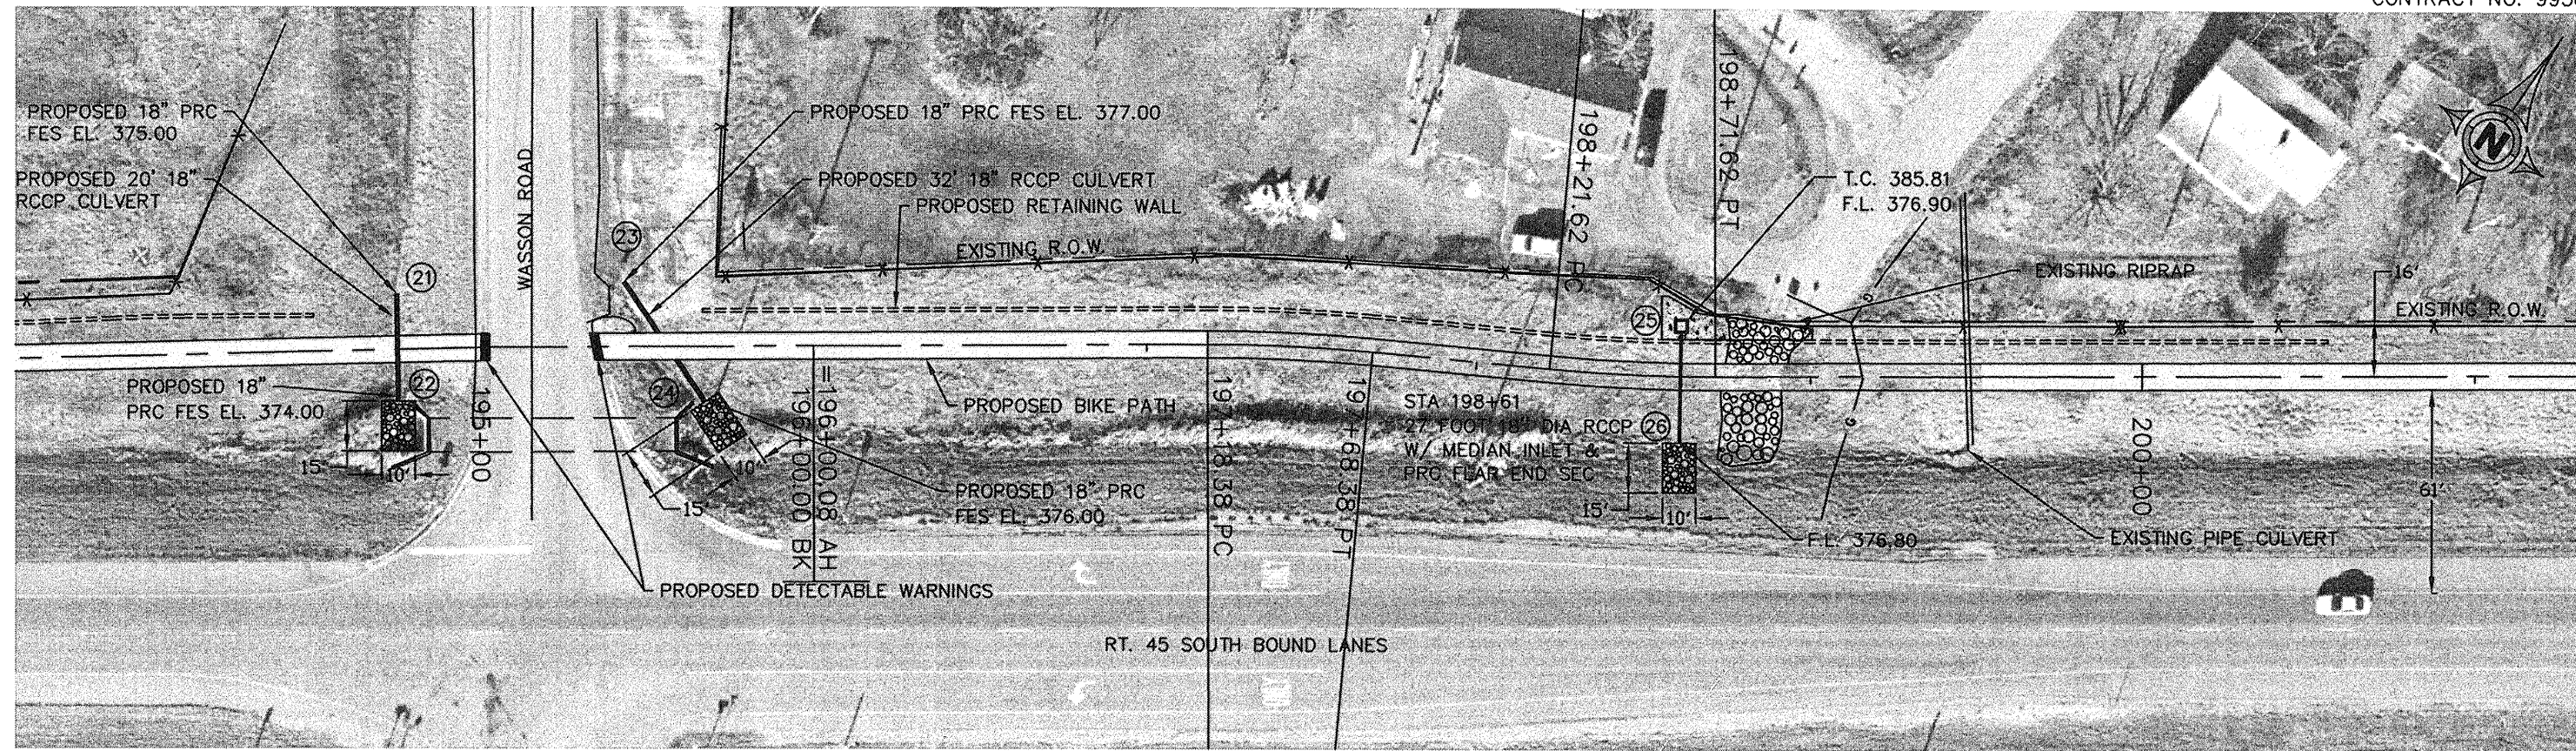 CONTRACT NO.
PROPOSED 18" PRC
FES EL. 375.00
PROPOSED 20' 18"
RCCP CULVERT
21
WASSON ROAD
23
PROPOSED 18" PRC FES EL. 377.00
PROPOSED 32' 18" RCCP CULVERT
PROPOSED RETAINING WALL
EXISTING R.O.W.
198+21.62 PC
198+71.62 PT
T.C. 385.81
F.L. 376.90
N
EXISTING RIPRAP
16'
EXISTING R.O.W.
25
G
PROPOSED 18"
PRC FES EL. 374.00
22
15'
10'
195+00
24
10'
15'
=196+00.08 AH
196+00.00 BK
PROPOSED BIKE PATH
PROPOSED 18" PRC
FES EL. 376.00
197+18.38 PC
197+68.38 PT
STA 198+61
27 FOOT 18" DIA RCCP
W/ MEDIAN INLET &
PRC FLAR END SEC
26
15'
10'
F.L. 376.80
G
EXISTING PIPE CULVERT
200+00
61'
PROPOSED DETECTABLE WARNINGS
RT. 45 SOUTH BOUND LANES